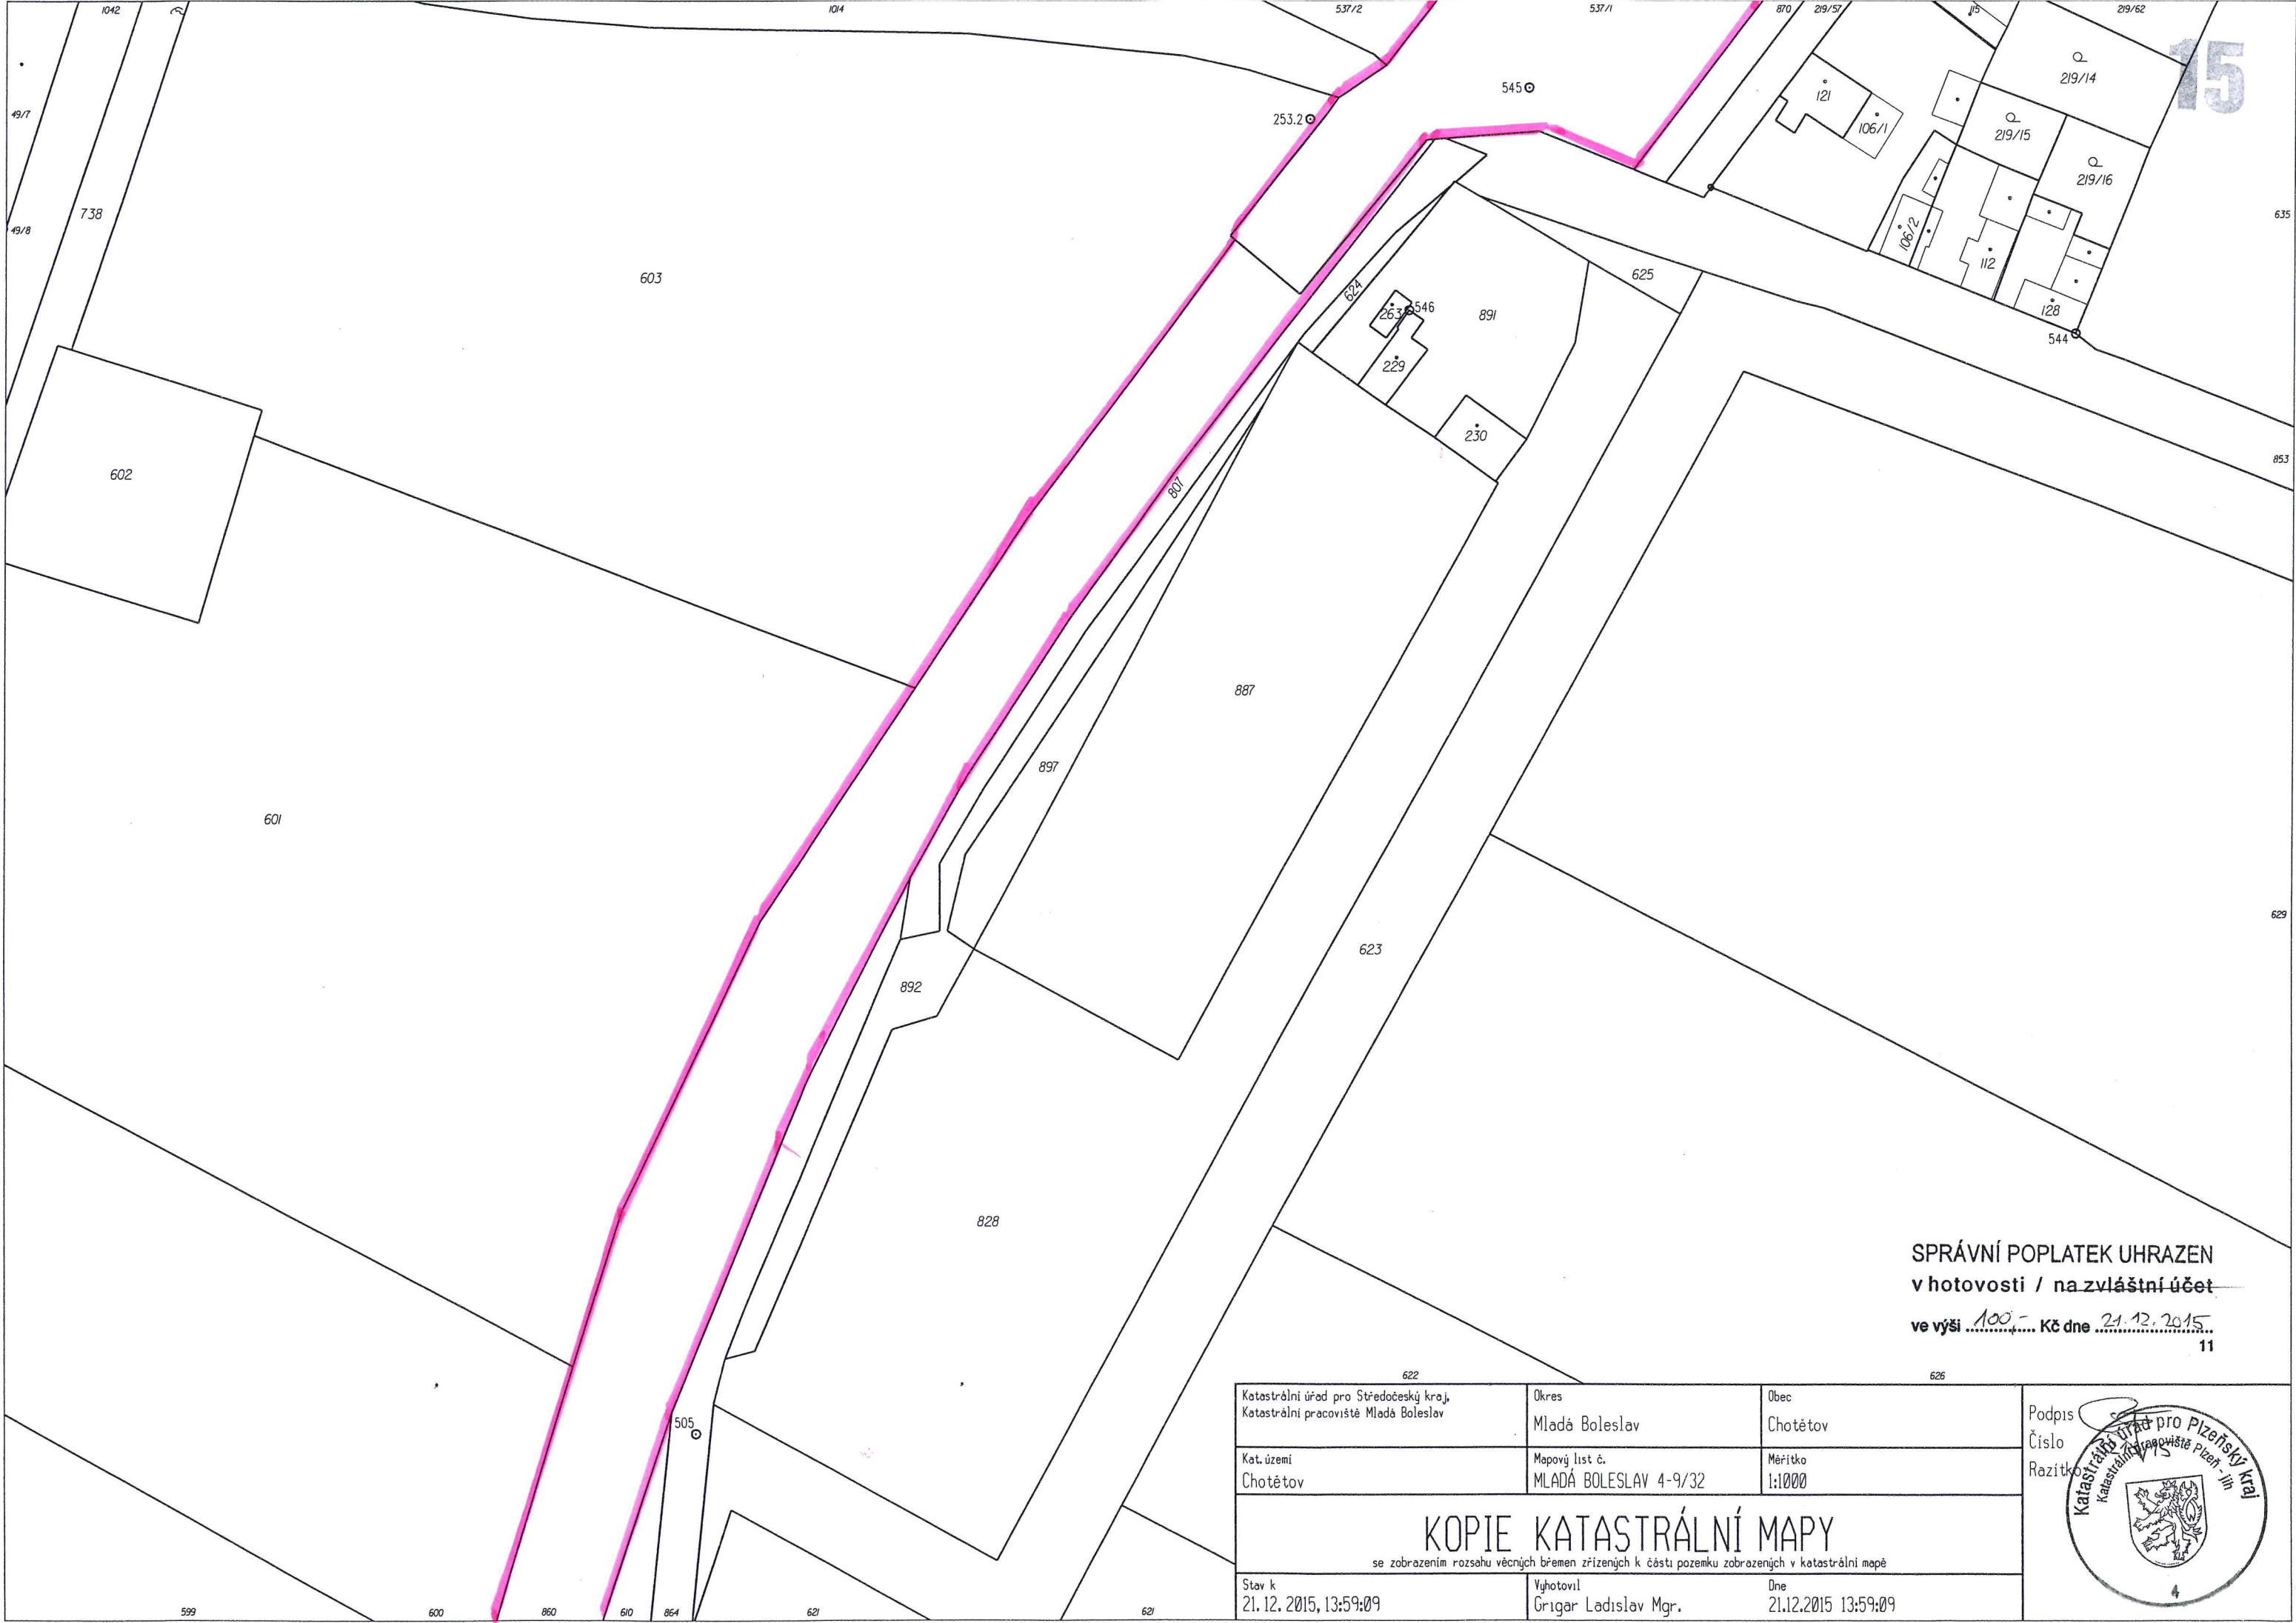 1042
1014
537/2
537/1
870
219/57
115
219/62
15
219/14
545
121
49/7
253.2
106/1
219/15
219/16
738
635
49/8
106/2
112
603
625
624
546
263
891
128
544
229
230
853
602
807
887
897
601
629
623
892
828
SPRÁVNÍ POPLATEK UHRAZEN
v hotovosti / na zvláštní účet
ve výši 100,- Kč dne 21.12.2015
11
622
626
505
Katastrální úřad pro Středočeský kraj,
Katastrální pracoviště Mladá Boleslav
Okres
Mladá Boleslav
Obec
Chotětov
Kat. území
Chotětov
Mapový list č.
MLADÁ BOLESLAV 4-9/32
Měřítko
1:1000
KOPIE KATASTRÁLNÍ MAPY
se zobrazením rozsahu věcných břemen zřízených k části pozemku zobrazených v katastrální mapě
Stav k
21. 12. 2015, 13:59:09
Vyhotovil
Grigar Ladislav Mgr.
Dne
21.12.2015 13:59:09
Podpis
Číslo
Razítko
Katastrální úřad pro Plzeňský kraj
Katastrální pracoviště Plzeň - jih
4
599
600
860
610
864
621
621